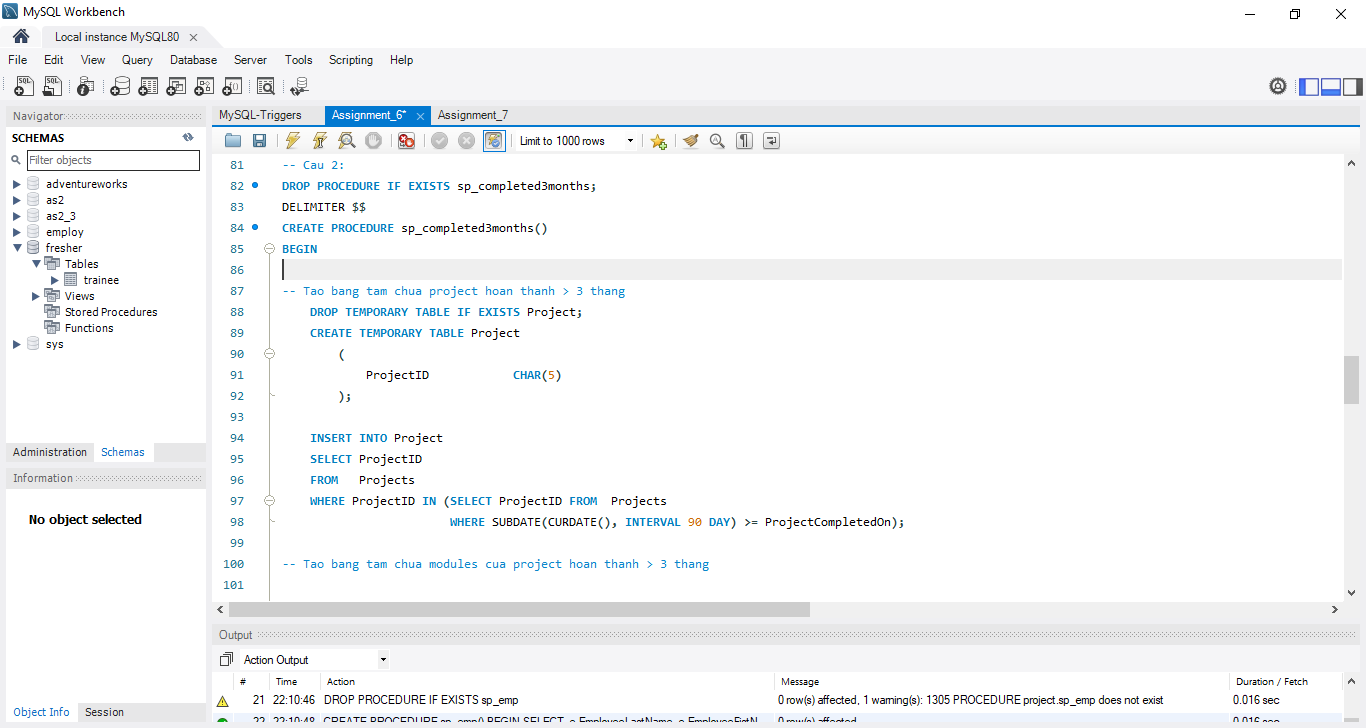 MySQL Workbench
Local instance MySQL80
File Edit View Query Database Server Tools Scripting Help
Navigator
SCHEMAS
Filter objects
adventureworks
as2
as2_3
employ
fresher
Tables
trainee
Views
Stored Procedures
Functions
sys
Administration Schemas
Information
No object selected
Object Info Session
MySQL-Triggers Assignment_6* Assignment_7
Limit to 1000 rows
81 -- Cau 2:
82 DROP PROCEDURE IF EXISTS sp_completed3months;
83 DELIMITER $$
84 CREATE PROCEDURE sp_completed3months()
85 BEGIN
86
87 -- Tao bang tam chua project hoan thanh > 3 thang
88 DROP TEMPORARY TABLE IF EXISTS Project;
89 CREATE TEMPORARY TABLE Project
90 (
91 ProjectID CHAR(5)
92 );
93
94 INSERT INTO Project
95 SELECT ProjectID
96 FROM Projects
97 WHERE ProjectID IN (SELECT ProjectID FROM Projects
98 WHERE SUBDATE(CURDATE(), INTERVAL 90 DAY) >= ProjectCompletedOn);
99
100 -- Tao bang tam chua modules cua project hoan thanh > 3 thang
101
Output
Action Output
# Time Action Message Duration / Fetch
21 22:10:46 DROP PROCEDURE IF EXISTS sp_emp 0 row(s) affected, 1 warning(s): 1305 PROCEDURE project.sp_emp does not exist 0.016 sec
22 22:10:48 CREATE PROCEDURE sp_emp() BEGIN SELECT 0 row(s) affected 0.016 sec